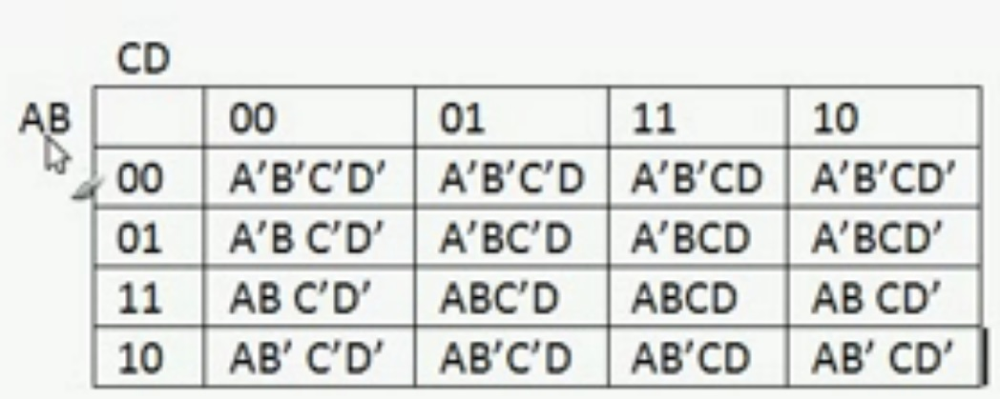 CD
AB 00 01 11 10
00 A'B'C'D' A'B'C'D A'B'CD A'B'CD'
01 A'B C'D' A'BC'D A'BCD A'BCD'
11 AB C'D' ABC'D ABCD AB CD'
10 AB' C'D' AB'C'D AB'CD AB' CD'